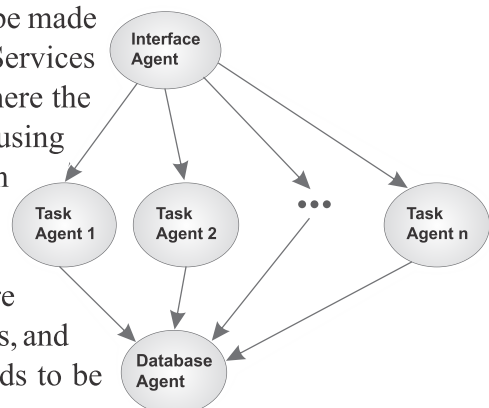 be made
Services
here the
using
s, and
ds to be
Interface
Agent
Task
Agent 1
Task
Agent 2
•••
Task
Agent n
Database
Agent